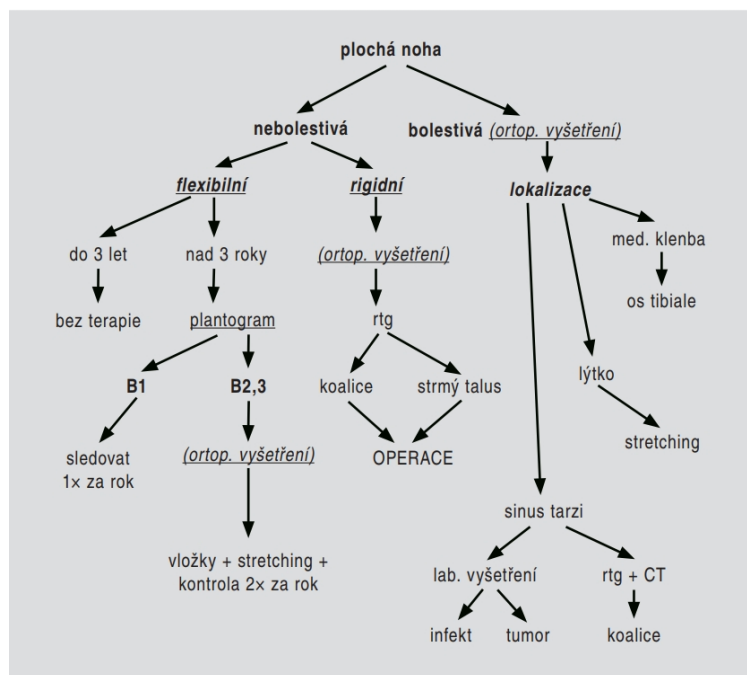 plochá noha
nebolestivá
bolestivá (ortop. vyšetření)
flexibilní
rigidní
lokalizace
do 3 let
nad 3 roky
(ortop. vyšetření)
med. klenba
bez terapie
plantogram
rtg
os tibiale
B1
B2,3
koalice
strmý talus
lýtko
sledovat
1× za rok
(ortop. vyšetření)
OPERACE
stretching
sinus tarzi
vložky + stretching +
kontrola 2× za rok
lab. vyšetření
rtg + CT
infekt
tumor
koalice